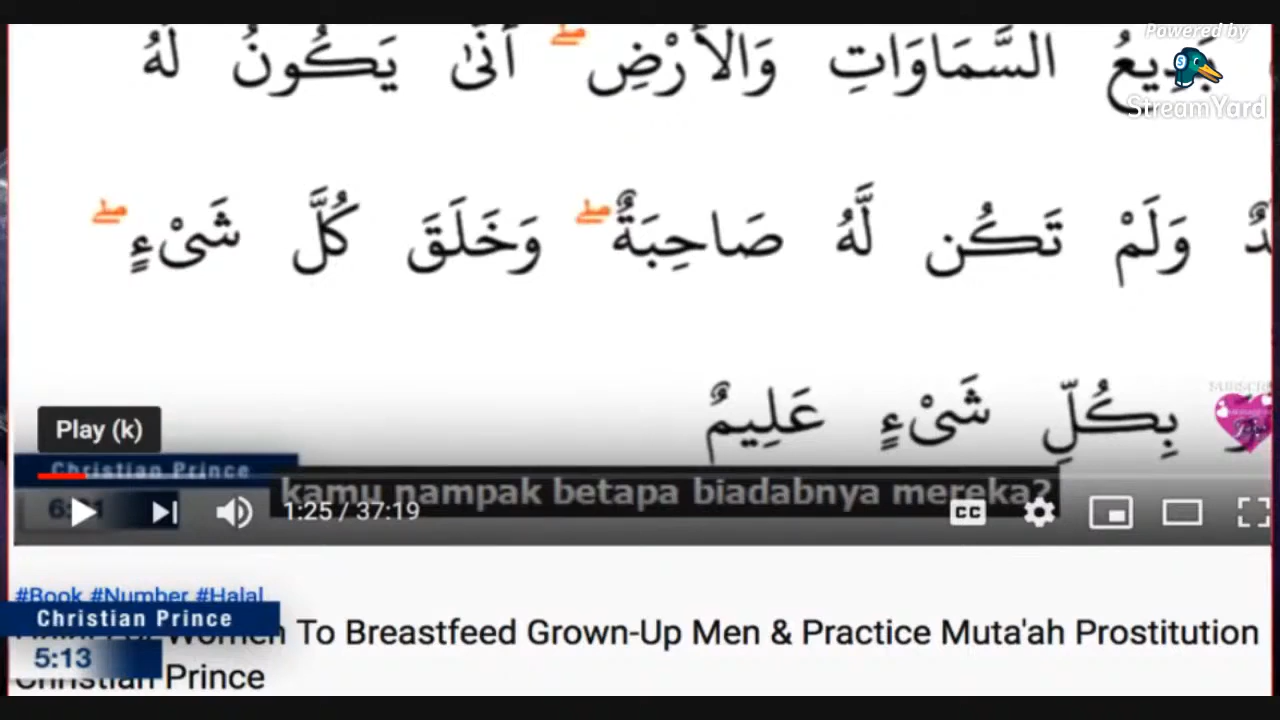 Powered by
StreamYard
بَدِيعُ السَّمَاوَاتِ وَالْأَرْضِ ۖ أَنَّىٰ يَكُونُ لَهُ
وَلَمْ تَكُن لَّهُ صَاحِبَةٌ ۖ وَخَلَقَ كُلَّ شَيْءٍ ۖ
بِكُلِّ شَيْءٍ عَلِيمٌ
Play (k)
Christian Prince
kamu nampak betapa biadabnya mereka?
1:25 / 37:19
CC
#Book #Number #Halal
Christian Prince
Women To Breastfeed Grown-Up Men & Practice Muta'ah Prostitution
5:13
Christian Prince